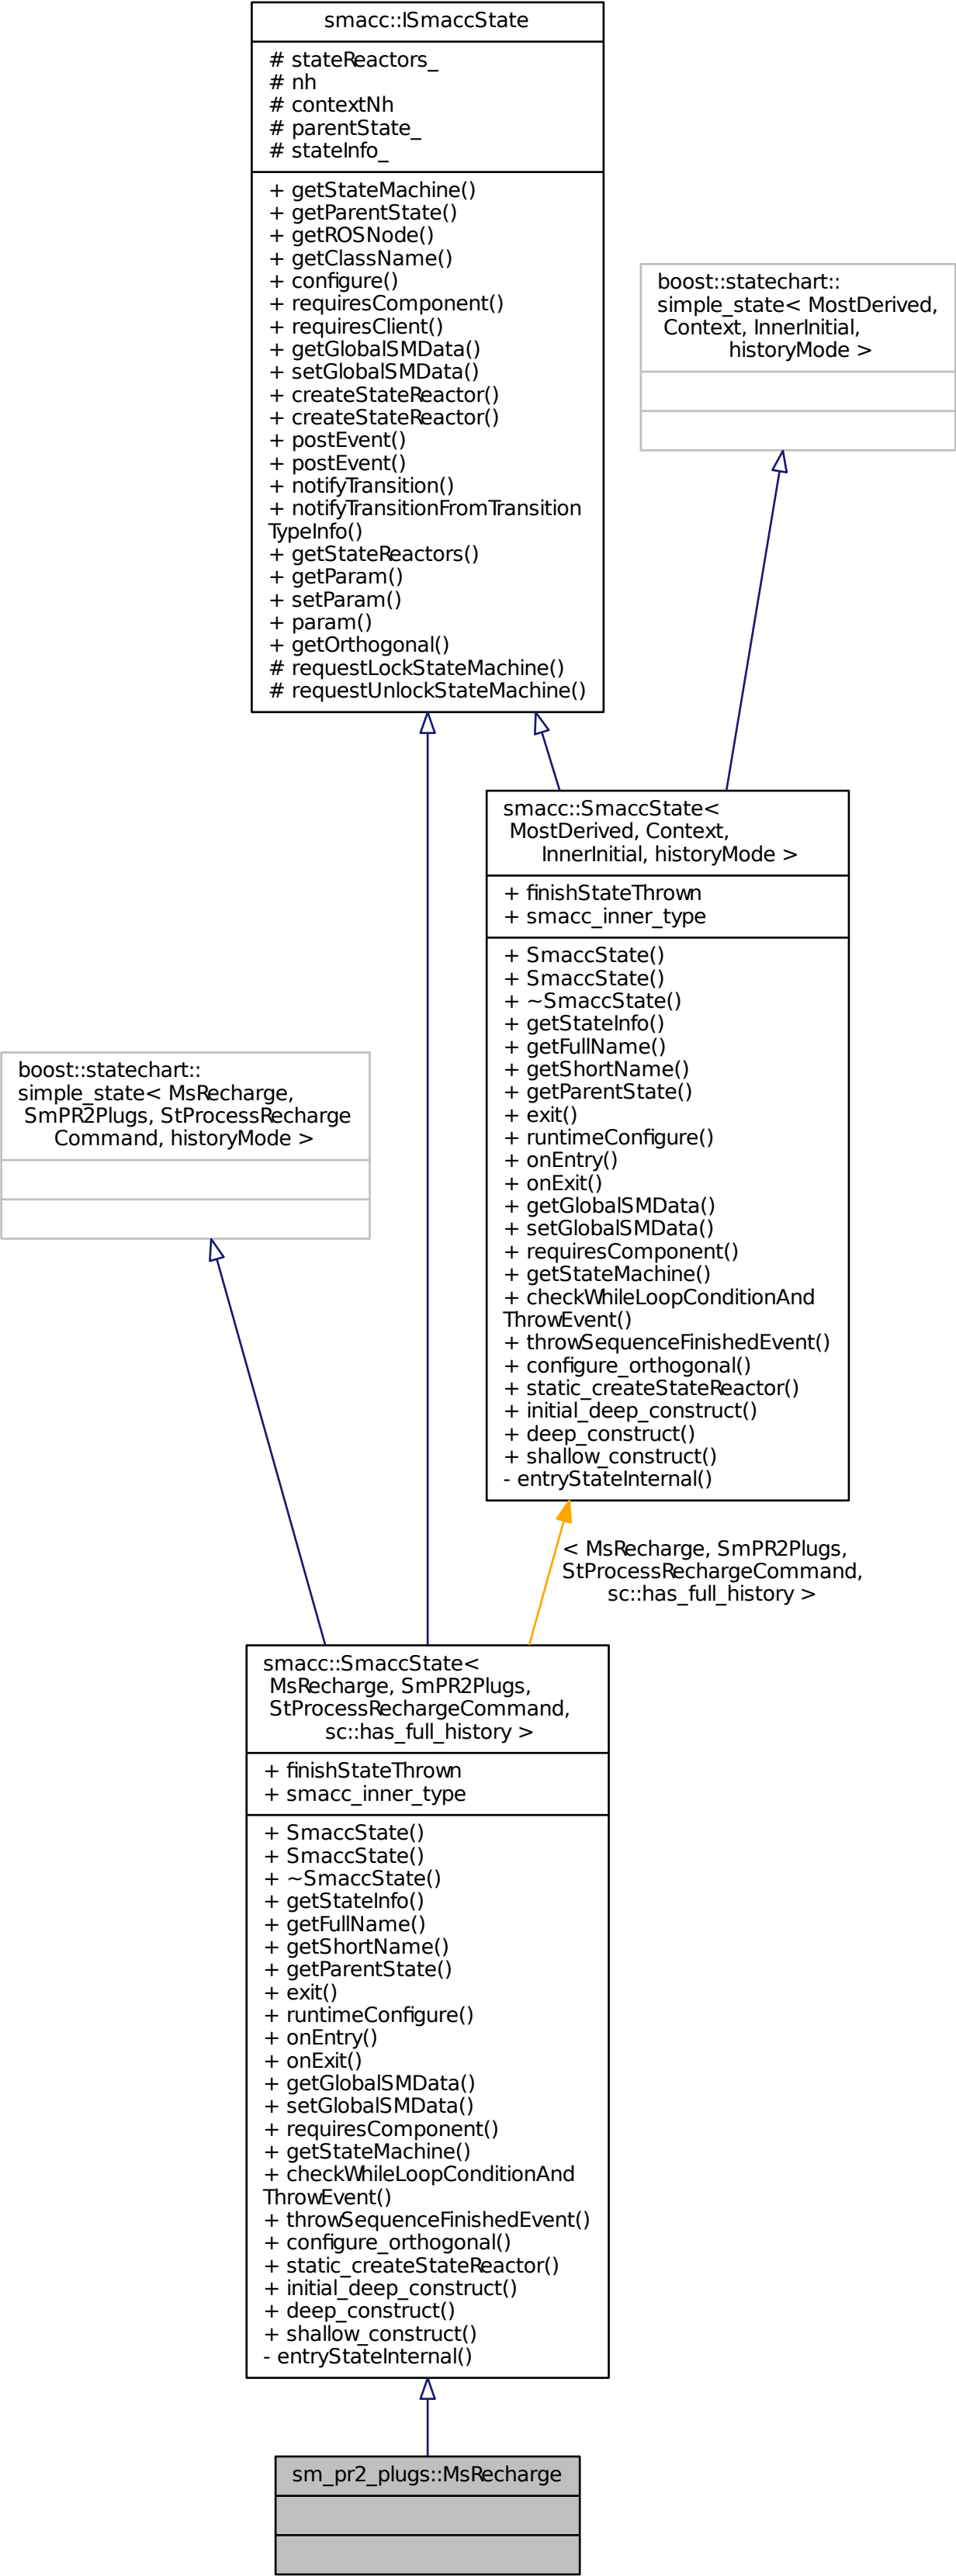 smacc::ISmaccState
# stateReactors_
# nh
# contextNh
# parentState_
# stateInfo_
+ getStateMachine()
+ getParentState()
+ getROSNode()
+ getClassName()
+ configure()
+ requiresComponent()
+ requiresClient()
+ getGlobalSMData()
+ setGlobalSMData()
+ createStateReactor()
+ createStateReactor()
+ postEvent()
+ postEvent()
+ notifyTransition()
+ notifyTransitionFromTransition
TypeInfo()
+ getStateReactors()
+ getParam()
+ setParam()
+ param()
+ getOrthogonal()
# requestLockStateMachine()
# requestUnlockStateMachine()
boost::statechart::
simple_state< MostDerived,
Context, InnerInitial,
historyMode >
smacc::SmaccState<
MostDerived, Context,
InnerInitial, historyMode >
+ finishStateThrown
+ smacc_inner_type
+ SmaccState()
+ SmaccState()
+ ~SmaccState()
+ getStateInfo()
+ getFullName()
+ getShortName()
+ getParentState()
+ exit()
+ runtimeConfigure()
+ onEntry()
+ onExit()
+ getGlobalSMData()
+ setGlobalSMData()
+ requiresComponent()
+ getStateMachine()
+ checkWhileLoopConditionAnd
ThrowEvent()
+ throwSequenceFinishedEvent()
+ configure_orthogonal()
+ static_createStateReactor()
+ initial_deep_construct()
+ deep_construct()
+ shallow_construct()
- entryStateInternal()
boost::statechart::
simple_state< MsRecharge,
SmPR2Plugs, StProcessRecharge
Command, historyMode >
< MsRecharge, SmPR2Plugs,
StProcessRechargeCommand,
sc::has_full_history >
smacc::SmaccState<
MsRecharge, SmPR2Plugs,
StProcessRechargeCommand,
sc::has_full_history >
+ finishStateThrown
+ smacc_inner_type
+ SmaccState()
+ SmaccState()
+ ~SmaccState()
+ getStateInfo()
+ getFullName()
+ getShortName()
+ getParentState()
+ exit()
+ runtimeConfigure()
+ onEntry()
+ onExit()
+ getGlobalSMData()
+ setGlobalSMData()
+ requiresComponent()
+ getStateMachine()
+ checkWhileLoopConditionAnd
ThrowEvent()
+ throwSequenceFinishedEvent()
+ configure_orthogonal()
+ static_createStateReactor()
+ initial_deep_construct()
+ deep_construct()
+ shallow_construct()
- entryStateInternal()
sm_pr2_plugs::MsRecharge